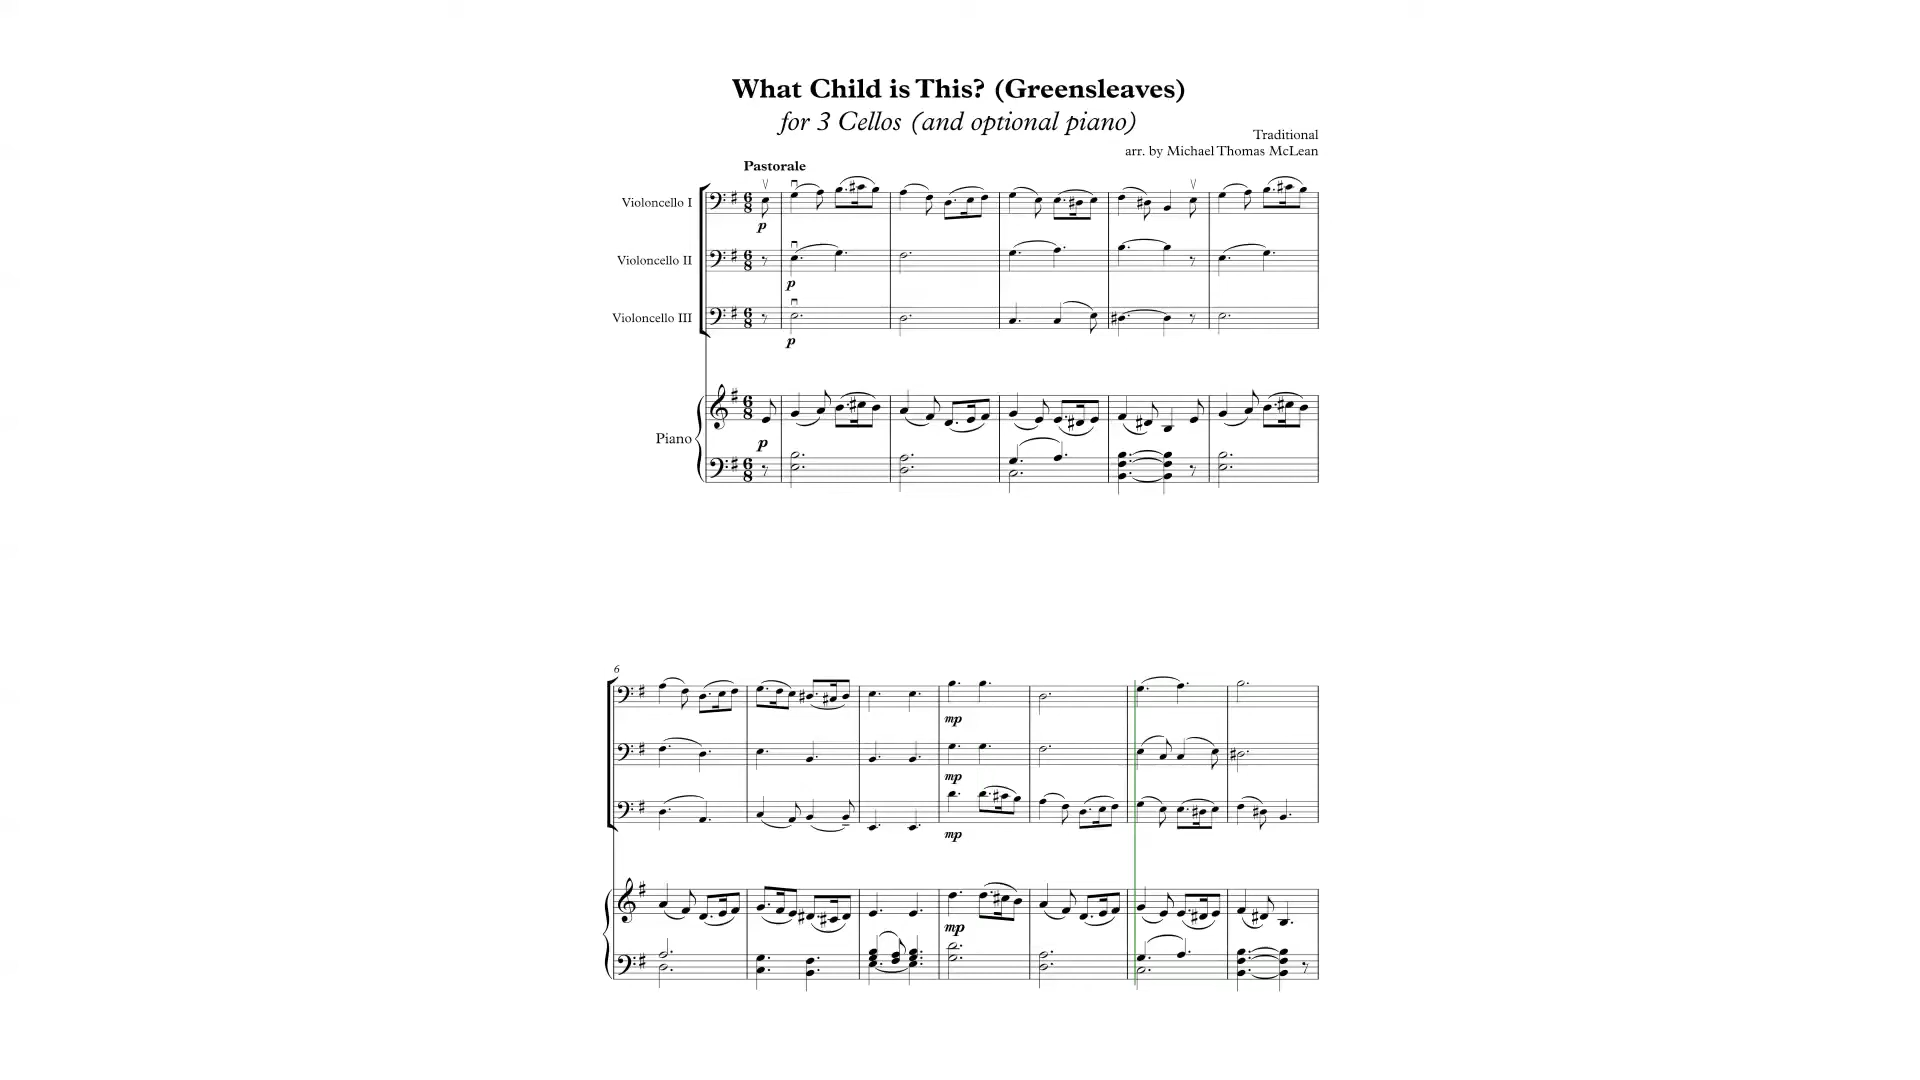 What Child is This? (Greensleaves)
for 3 Cellos (and optional piano)
Traditional
arr. by Michael Thomas McLean
Pastorale
Violoncello I
p
Violoncello II
p
Violoncello III
p
Piano
p
6
mp
mp
mp
mp